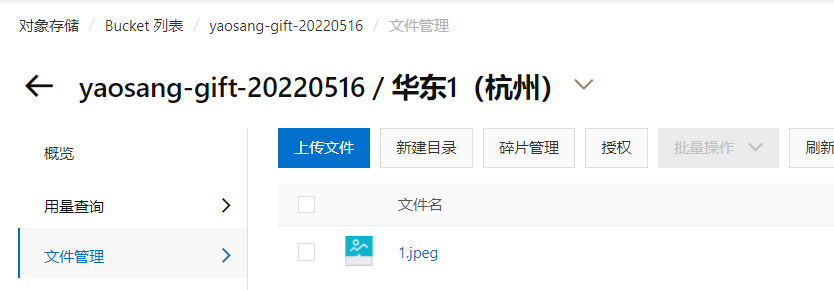 对象存储 / Bucket 列表 / yaosang-gift-20220516 / 文件管理
yaosang-gift-20220516 / 华东1（杭州）
概览
用量查询
文件管理
上传文件 新建目录 碎片管理 授权 批量操作 刷新
文件名
1.jpeg